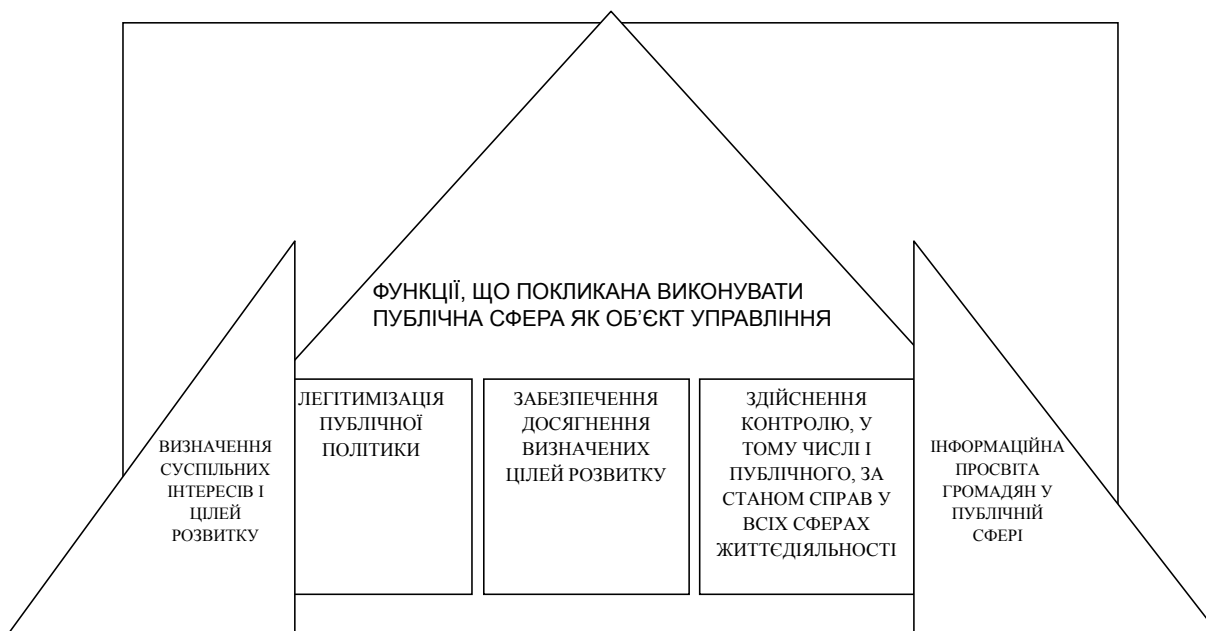 ФУНКЦІЇ, ЩО ПОКЛИКАНА ВИКОНУВАТИ
ПУБЛІЧНА СФЕРА ЯК ОБ’ЄКТ УПРАВЛІННЯ
ВИЗНАЧЕННЯ
СУСПІЛЬНИХ
ІНТЕРЕСІВ І
ЦІЛЕЙ
РОЗВИТКУ
ЛЕГІТИМІЗАЦІЯ
ПУБЛІЧНОЇ
ПОЛІТИКИ
ЗАБЕЗПЕЧЕННЯ
ДОСЯГНЕННЯ
ВИЗНАЧЕНИХ
ЦІЛЕЙ РОЗВИТКУ
ЗДІЙСНЕННЯ
КОНТРОЛЮ, У
ТОМУ ЧИСЛІ І
ПУБЛІЧНОГО, ЗА
СТАНОМ СПРАВ У
ВСІХ СФЕРАХ
ЖИТТЄДІЯЛЬНОСТІ
ІНФОРМАЦІЙНА
ПРОСВІТА
ГРОМАДЯН У
ПУБЛІЧНІЙ
СФЕРІ